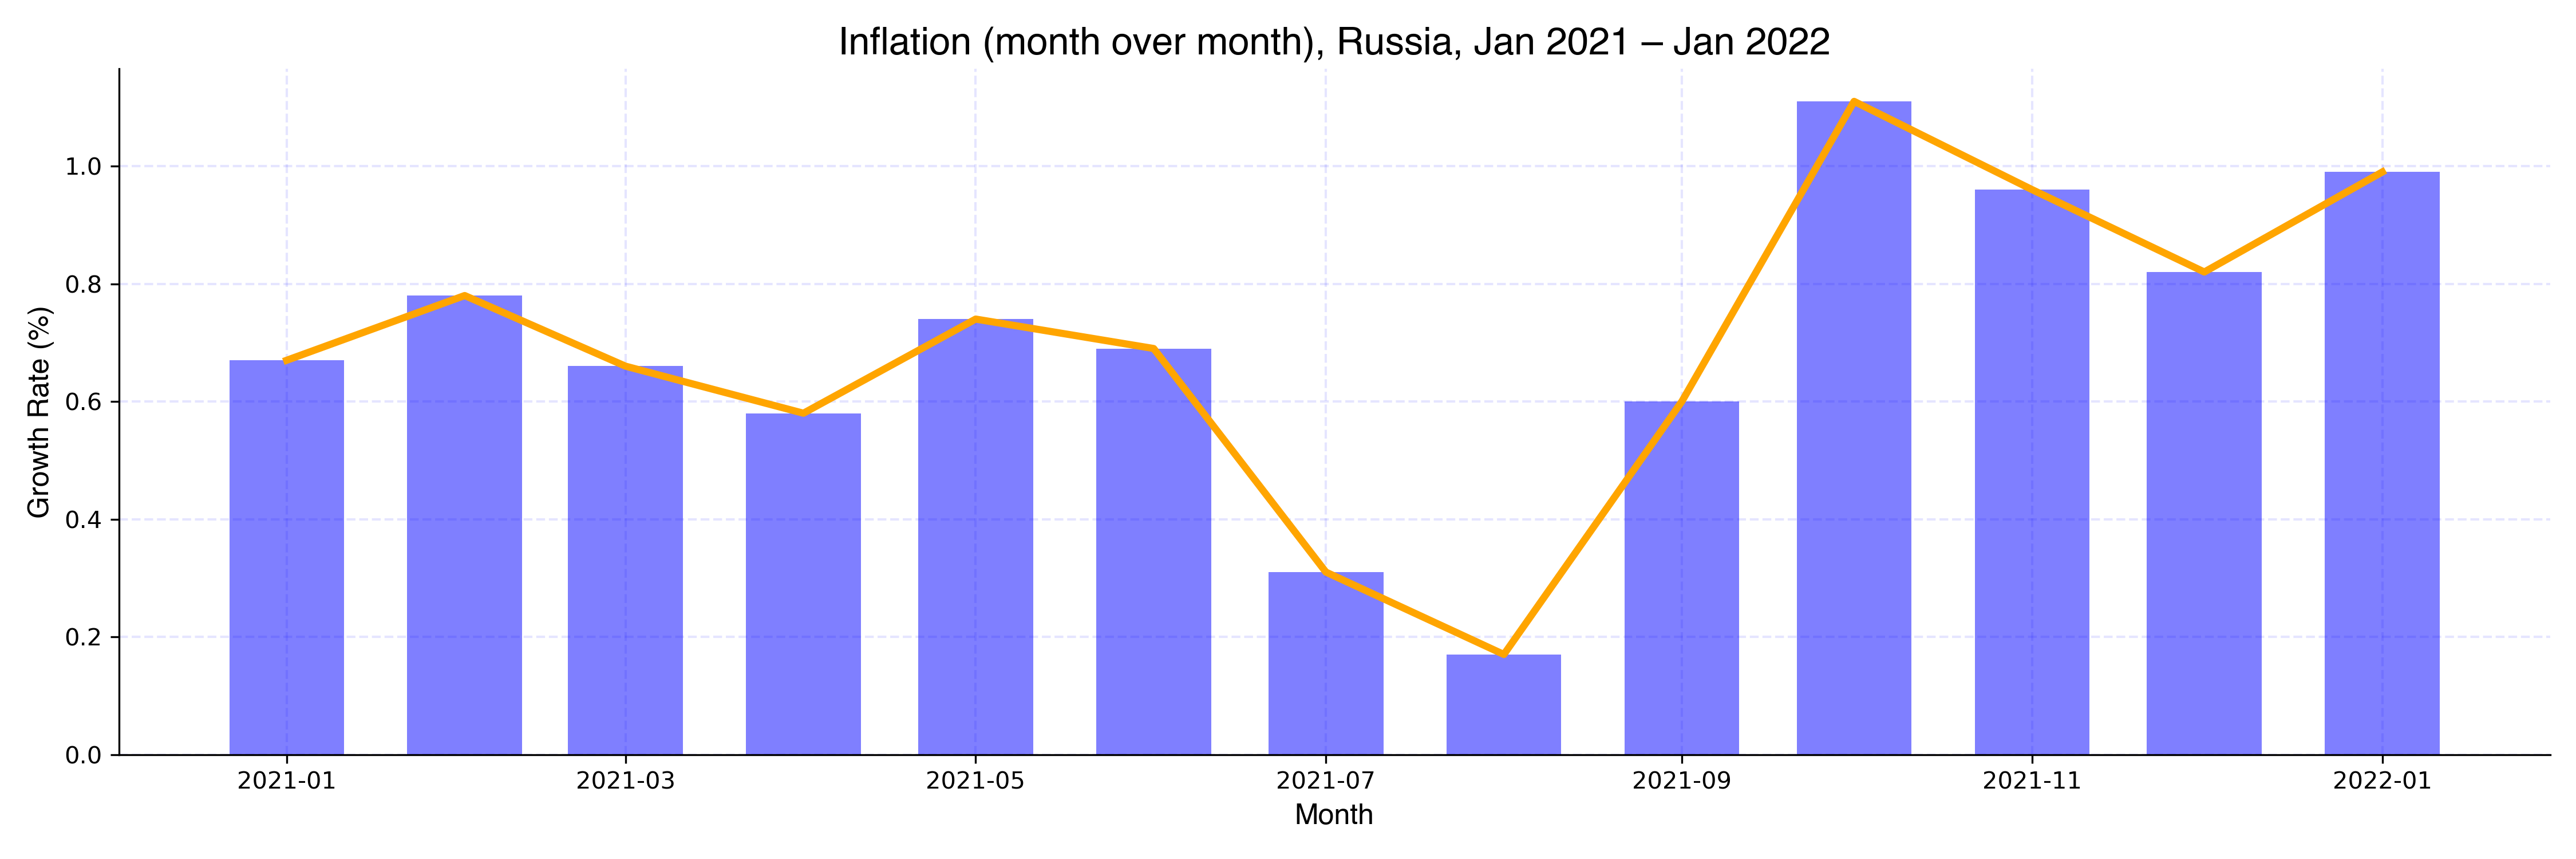 Inflation (month over month), Russia, Jan 2021 – Jan 2022
Growth Rate (%)
1.0
0.8
0.6
0.4
0.2
0.0
2021-01 2021-03 2021-05 2021-07 2021-09 2021-11 2022-01
Month